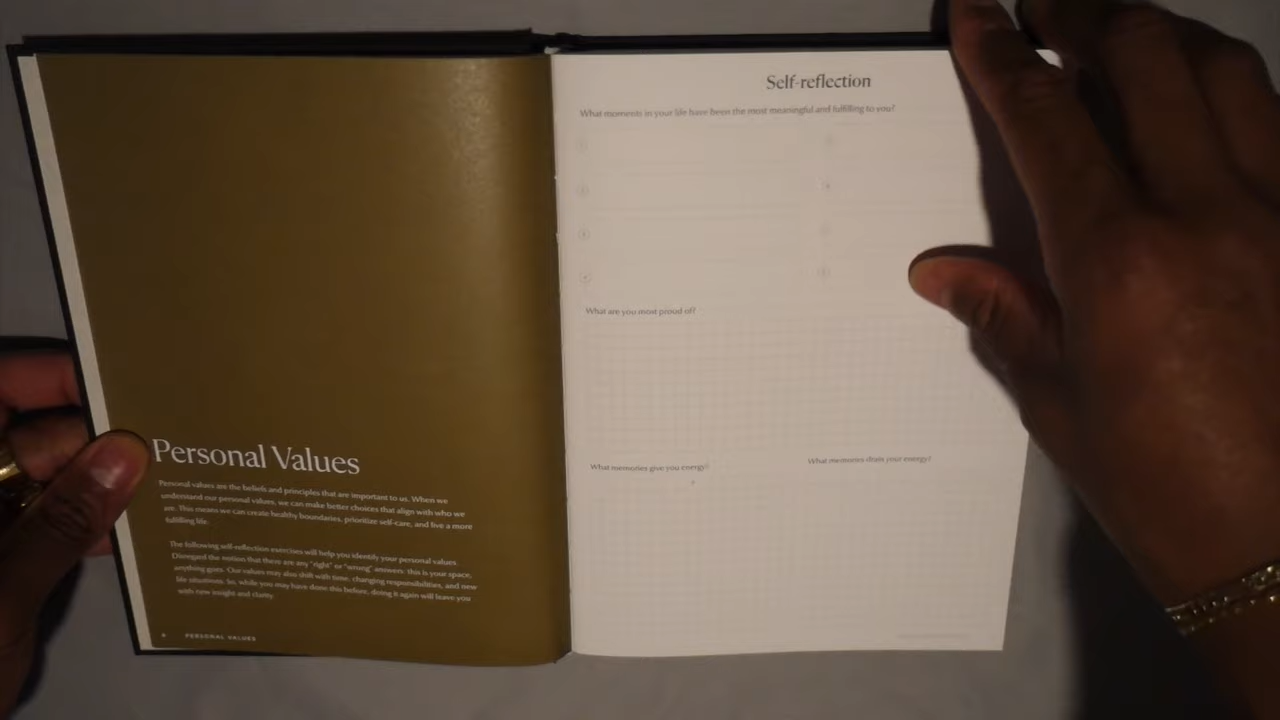 Personal Values
Personal values are the beliefs and principles that are important to us. When we
understand our personal values, we can make better choices that align with who we
are. This means we can create healthy boundaries, prioritize self-care, and live a more
fulfilling life.
The following self-reflection exercises will help you identify your personal values.
Disregard the notion that there are any "right" or "wrong" answers. This is your space,
anything goes. Our values may also shift with time, changing responsibilities, and new
life situations. So, while you may have done this before, doing it again will leave you
with new insight and clarity.
PERSONAL VALUES
Self-reflection
What moments in your life have been the most meaningful and fulfilling to you?
What are you most proud of?
What memories give you energy?
What memories drain your energy?